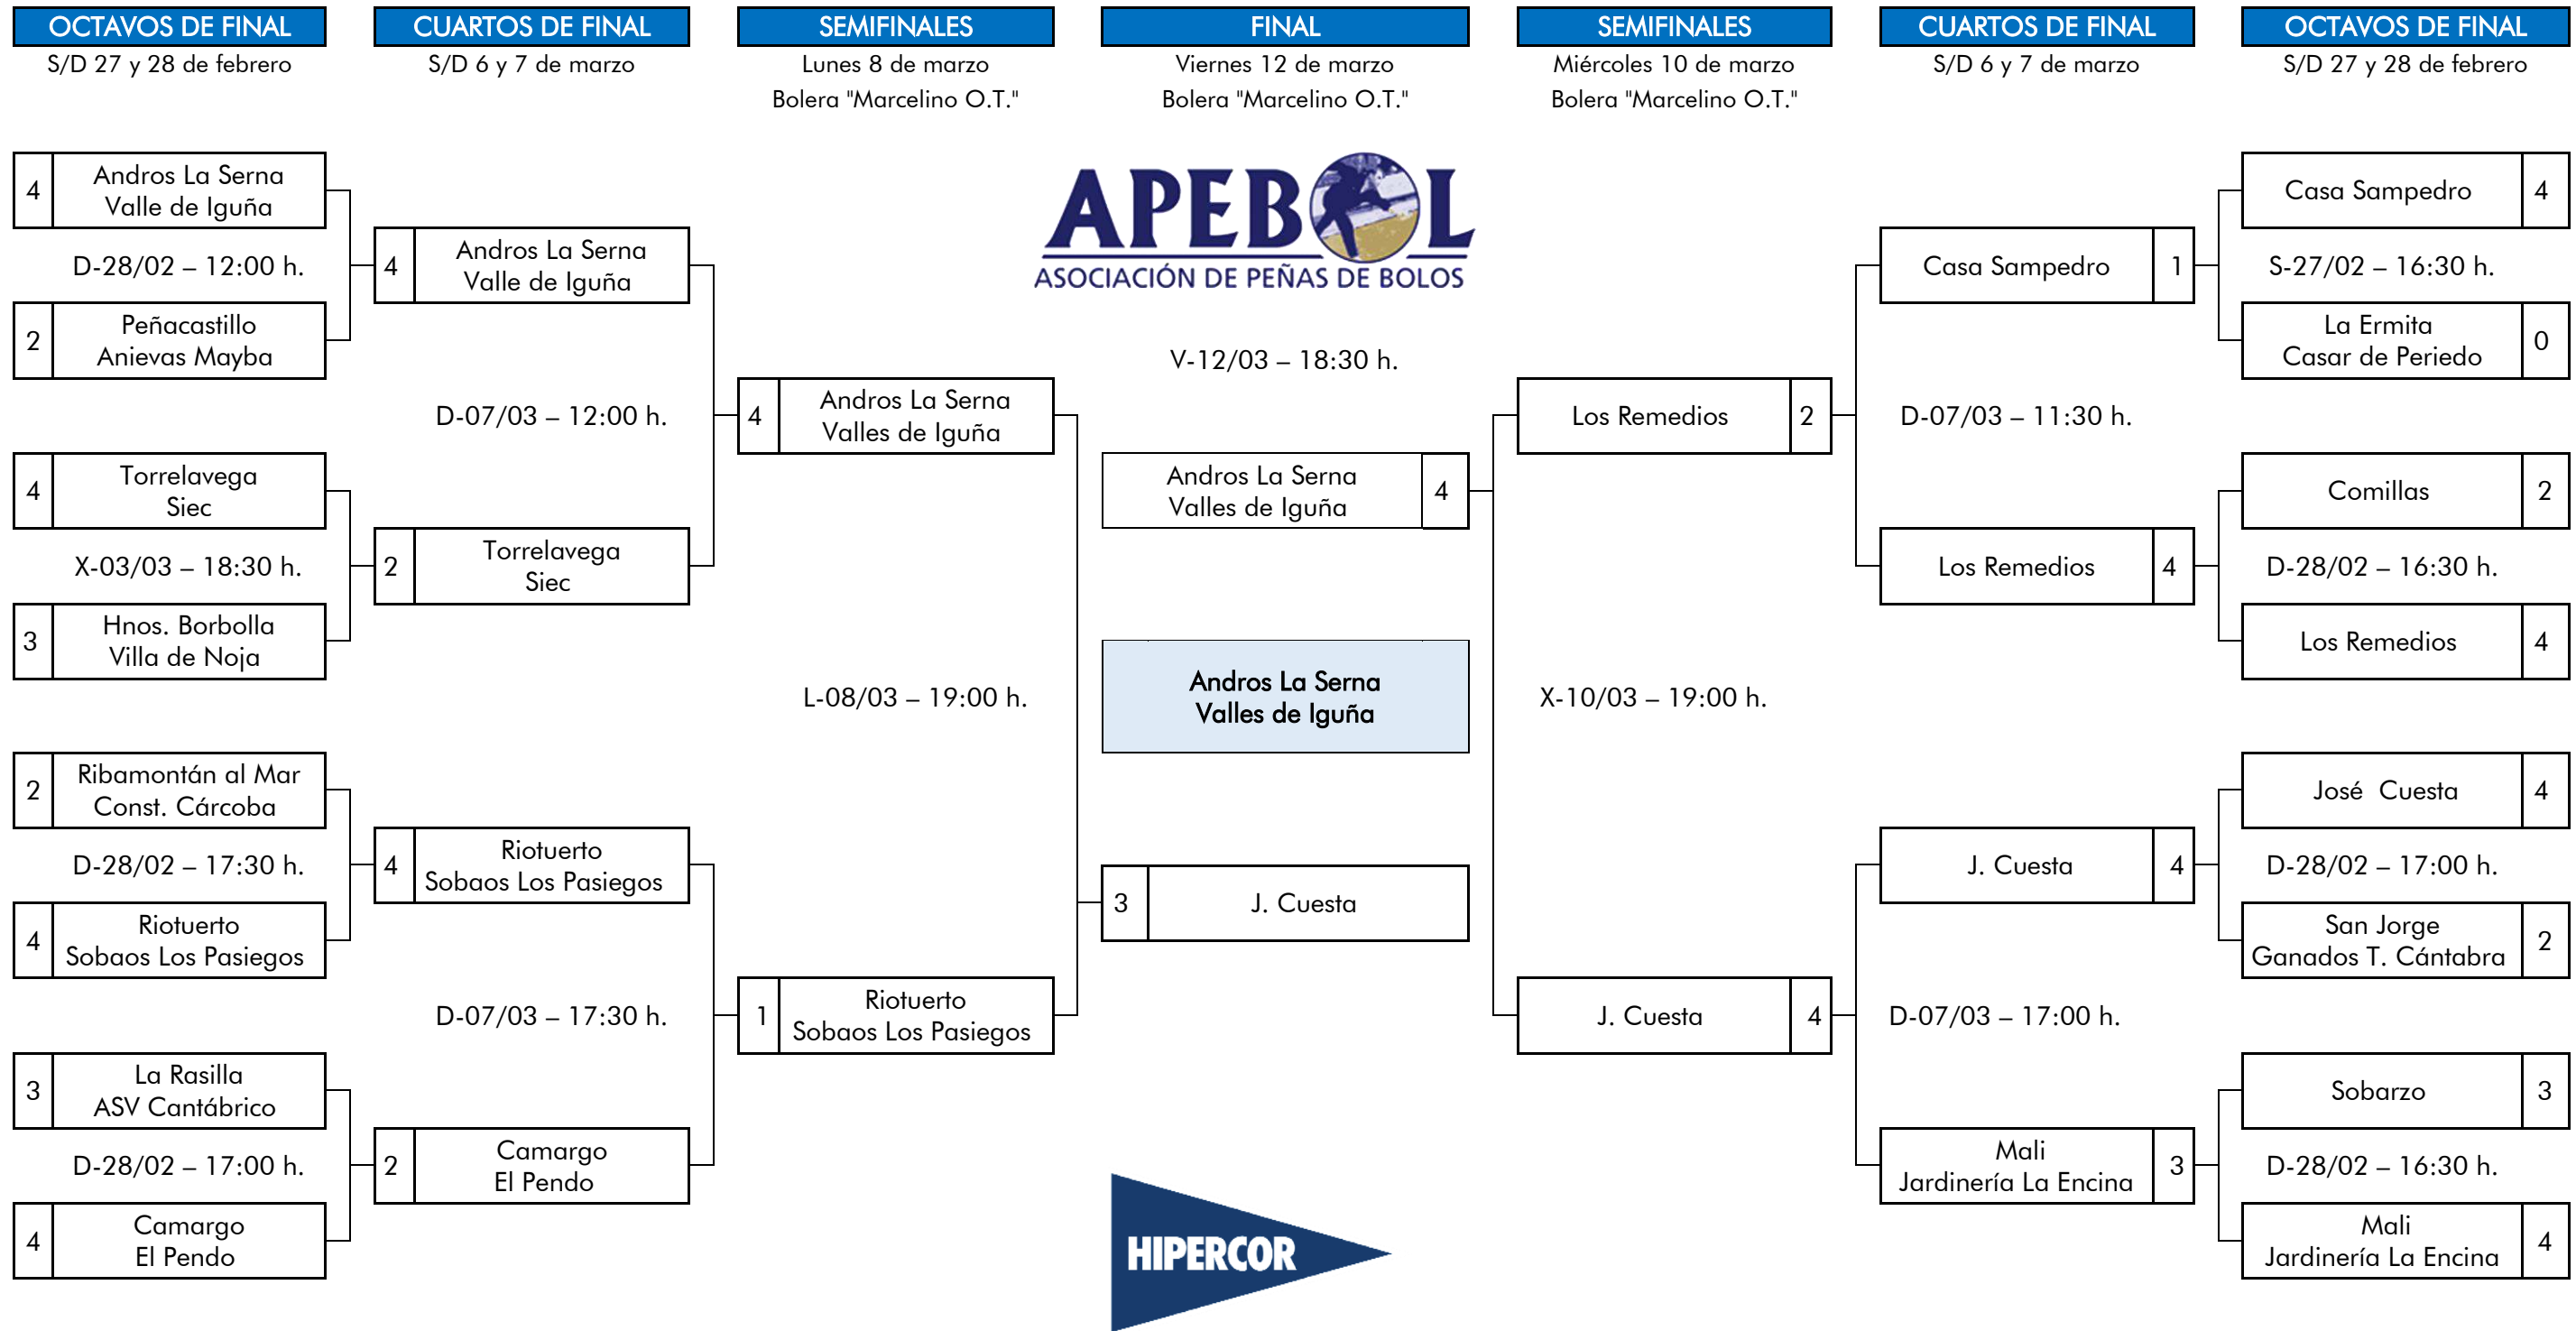 OCTAVOS DE FINAL
S/D 27 y 28 de febrero
CUARTOS DE FINAL
S/D 6 y 7 de marzo
SEMIFINALES
Lunes 8 de marzo
Bolera "Marcelino O.T."
FINAL
Viernes 12 de marzo
Bolera "Marcelino O.T."
SEMIFINALES
Miércoles 10 de marzo
Bolera "Marcelino O.T."
CUARTOS DE FINAL
S/D 6 y 7 de marzo
OCTAVOS DE FINAL
S/D 27 y 28 de febrero
4 Andros La Serna
Valle de Iguña
D-28/02 – 12:00 h.
2 Peñacastillo
Anievas Mayba
4 Torrelavega
Siec
X-03/03 – 18:30 h.
3 Hnos. Borbolla
Villa de Noja
2 Ribamontán al Mar
Const. Cárcoba
D-28/02 – 17:30 h.
4 Riotuerto
Sobaos Los Pasiegos
3 La Rasilla
ASV Cantábrico
D-28/02 – 17:00 h.
4 Camargo
El Pendo
4 Andros La Serna
Valle de Iguña
D-07/03 – 12:00 h.
2 Torrelavega
Siec
4 Riotuerto
Sobaos Los Pasiegos
D-07/03 – 17:30 h.
2 Camargo
El Pendo
4 Andros La Serna
Valles de Iguña
L-08/03 – 19:00 h.
1 Riotuerto
Sobaos Los Pasiegos
APEBOL
ASOCIACIÓN DE PEÑAS DE BOLOS
V-12/03 – 18:30 h.
Andros La Serna 4
Valles de Iguña
Andros La Serna
Valles de Iguña
3 J. Cuesta
HIPERCOR
Los Remedios 2
X-10/03 – 19:00 h.
J. Cuesta 4
Casa Sampedro 1
D-07/03 – 11:30 h.
Los Remedios 4
J. Cuesta 4
D-07/03 – 17:00 h.
Mali 3
Jardinería La Encina
Casa Sampedro 4
S-27/02 – 16:30 h.
La Ermita 0
Casar de Periedo
Comillas 2
D-28/02 – 16:30 h.
Los Remedios 4
José Cuesta 4
D-28/02 – 17:00 h.
San Jorge 2
Ganados T. Cántabra
Sobarzo 3
D-28/02 – 16:30 h.
Mali 4
Jardinería La Encina